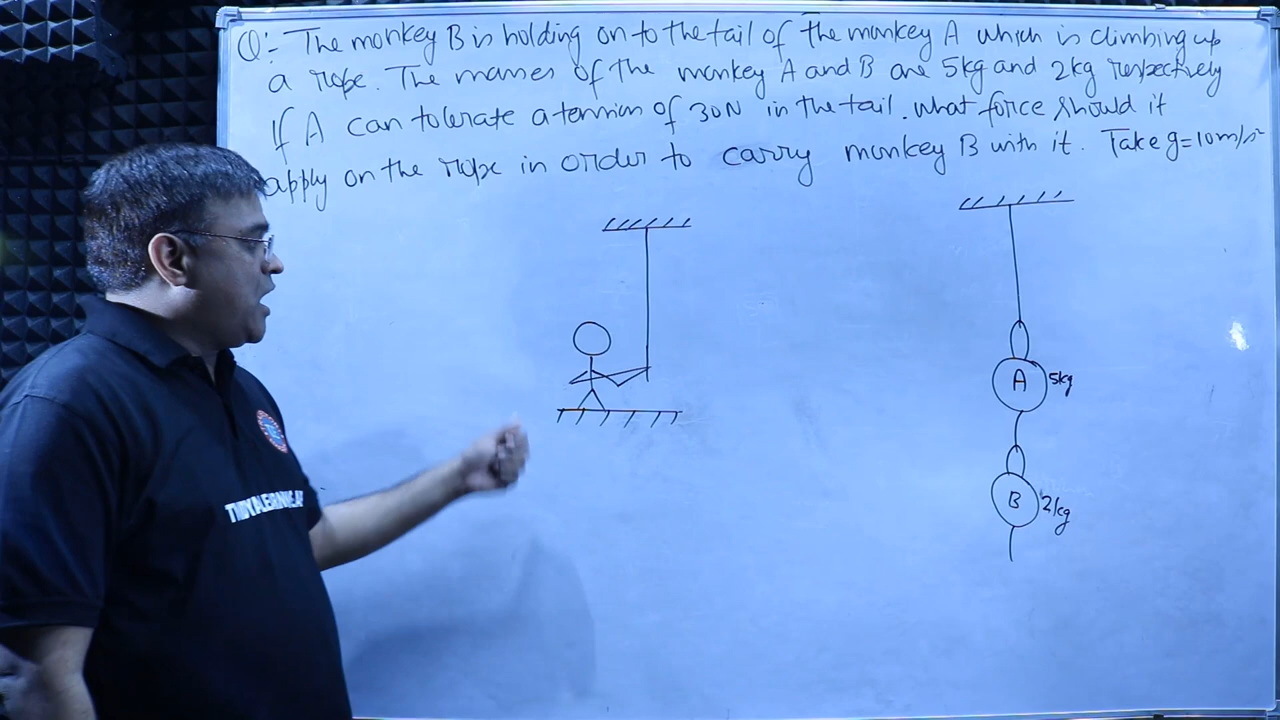 Q:- The monkey B is holding on to the tail of the monkey A which is climbing up
a rope. The masses of the monkey A and B are 5kg and 2kg respectively
If A can tolerate a tension of 30N in the tail. what force should it
apply on the rope in order to carry monkey B with it. Take g=10m/s²
A 5kg
B 2kg